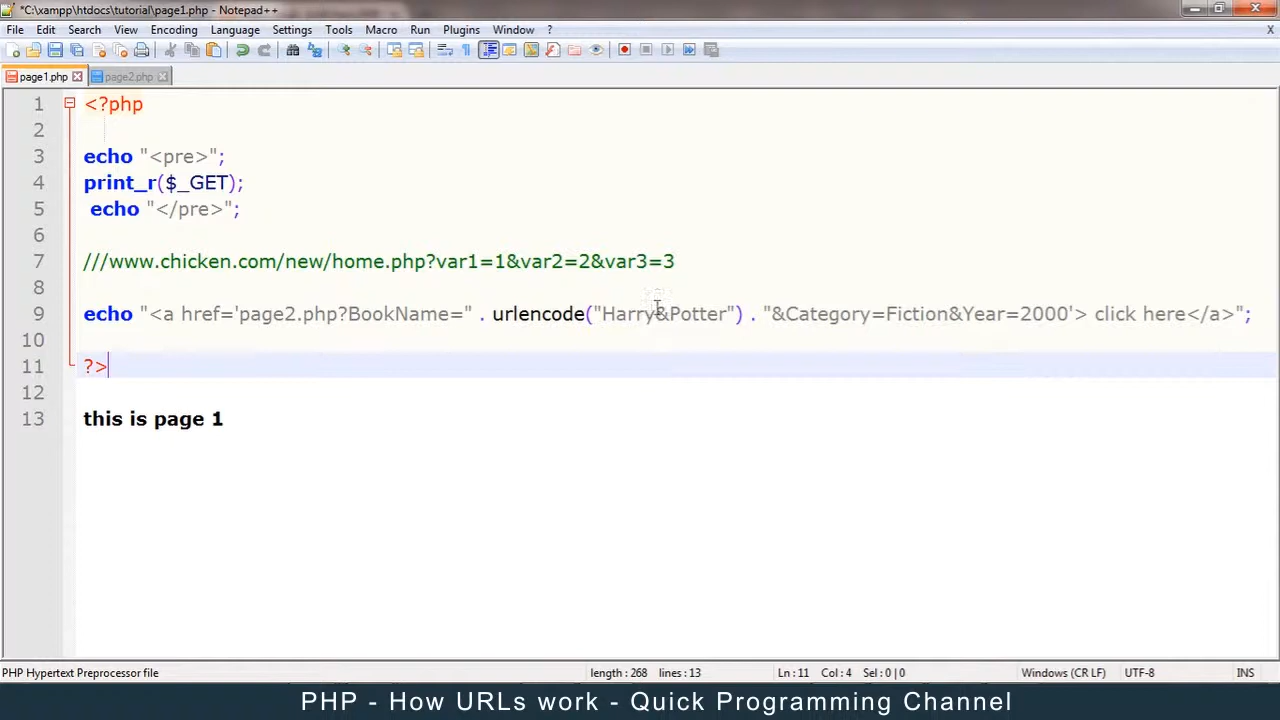 *C:\xampp\htdocs\tutorial\page1.php - Notepad++
File Edit Search View Encoding Language Settings Tools Macro Run Plugins Window ? X
page1.php page2.php
1 <?php
2
3 echo "<pre>";
4 print_r($_GET);
5 echo "</pre>";
6
7 ///www.chicken.com/new/home.php?var1=1&var2=2&var3=3
8
9 echo "<a href='page2.php?BookName=" . urlencode("Harry&Potter") . "&Category=Fiction&Year=2000'> click here</a>";
10
11 ?>
12
13 this is page 1
PHP Hypertext Preprocessor file length : 268 lines : 13 Ln : 11 Col : 4 Sel : 0 | 0 Windows (CR LF) UTF-8 INS
PHP - How URLs work - Quick Programming Channel